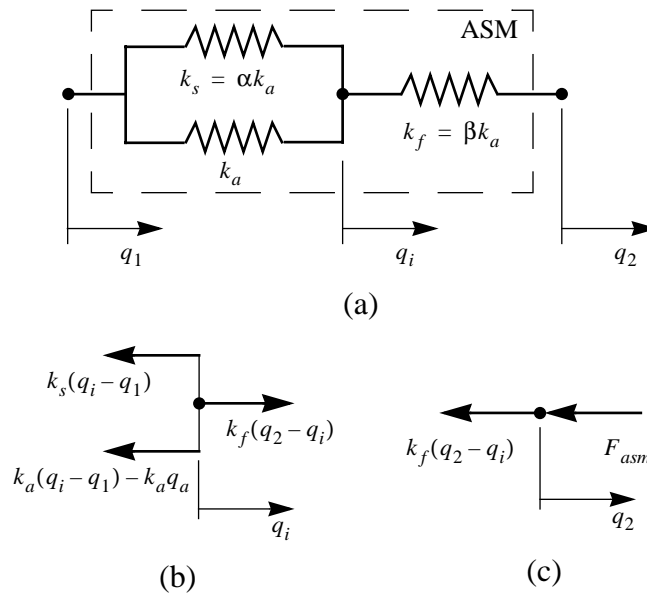 ASM
k_s = αk_a
k_f = βk_a
k_a
q_1
q_i
q_2
(a)
k_s(q_i – q_1)
k_f(q_2 – q_i)
k_a(q_i – q_1) – k_a q_a
q_i
(b)
k_f(q_2 – q_i)
F_asm
q_2
(c)